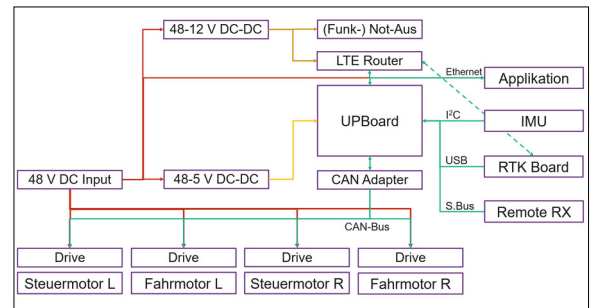 48-12 V DC-DC
(Funk-) Not-Aus
LTE Router
Ethernet
Applikation
UPBoard
I²C
IMU
48 V DC Input
48-5 V DC-DC
CAN Adapter
USB
RTK Board
S.Bus
Remote RX
CAN-Bus
Drive
Drive
Drive
Drive
Steuermotor L
Fahrmotor L
Steuermotor R
Fahrmotor R